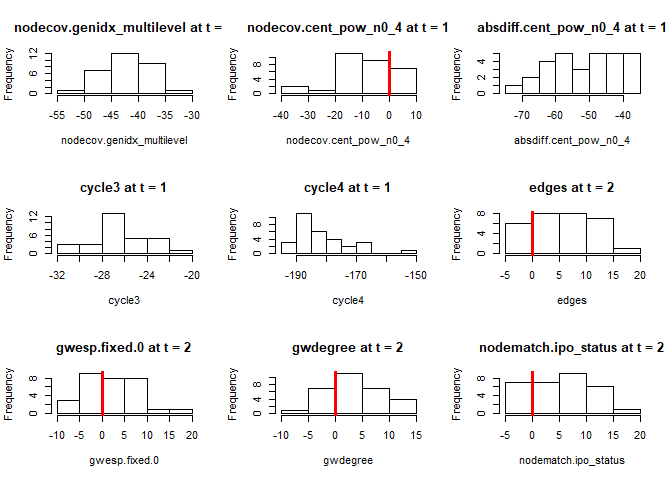 nodecov.genidx_multilevel at t =
Frequency
0 6 12
-55 -50 -45 -40 -35 -30
nodecov.genidx_multilevel
nodecov.cent_pow_n0_4 at t = 1
Frequency
0 4 8
-40 -30 -20 -10 0 10
nodecov.cent_pow_n0_4
absdiff.cent_pow_n0_4 at t = 1
Frequency
0 2 4
-70 -60 -50 -40
absdiff.cent_pow_n0_4
cycle3 at t = 1
Frequency
0 6 12
-32 -28 -24 -20
cycle3
cycle4 at t = 1
Frequency
0 4 8
-190 -170 -150
cycle4
edges at t = 2
Frequency
0 4 8
-5 0 5 10 15 20
edges
gwesp.fixed.0 at t = 2
Frequency
0 4 8
-10 -5 0 5 10 15 20
gwesp.fixed.0
gwdegree at t = 2
Frequency
0 4 8
-10 -5 0 5 10 15
gwdegree
nodematch.ipo_status at t = 2
Frequency
0 4 8
-5 0 5 10 15 20
nodematch.ipo_status